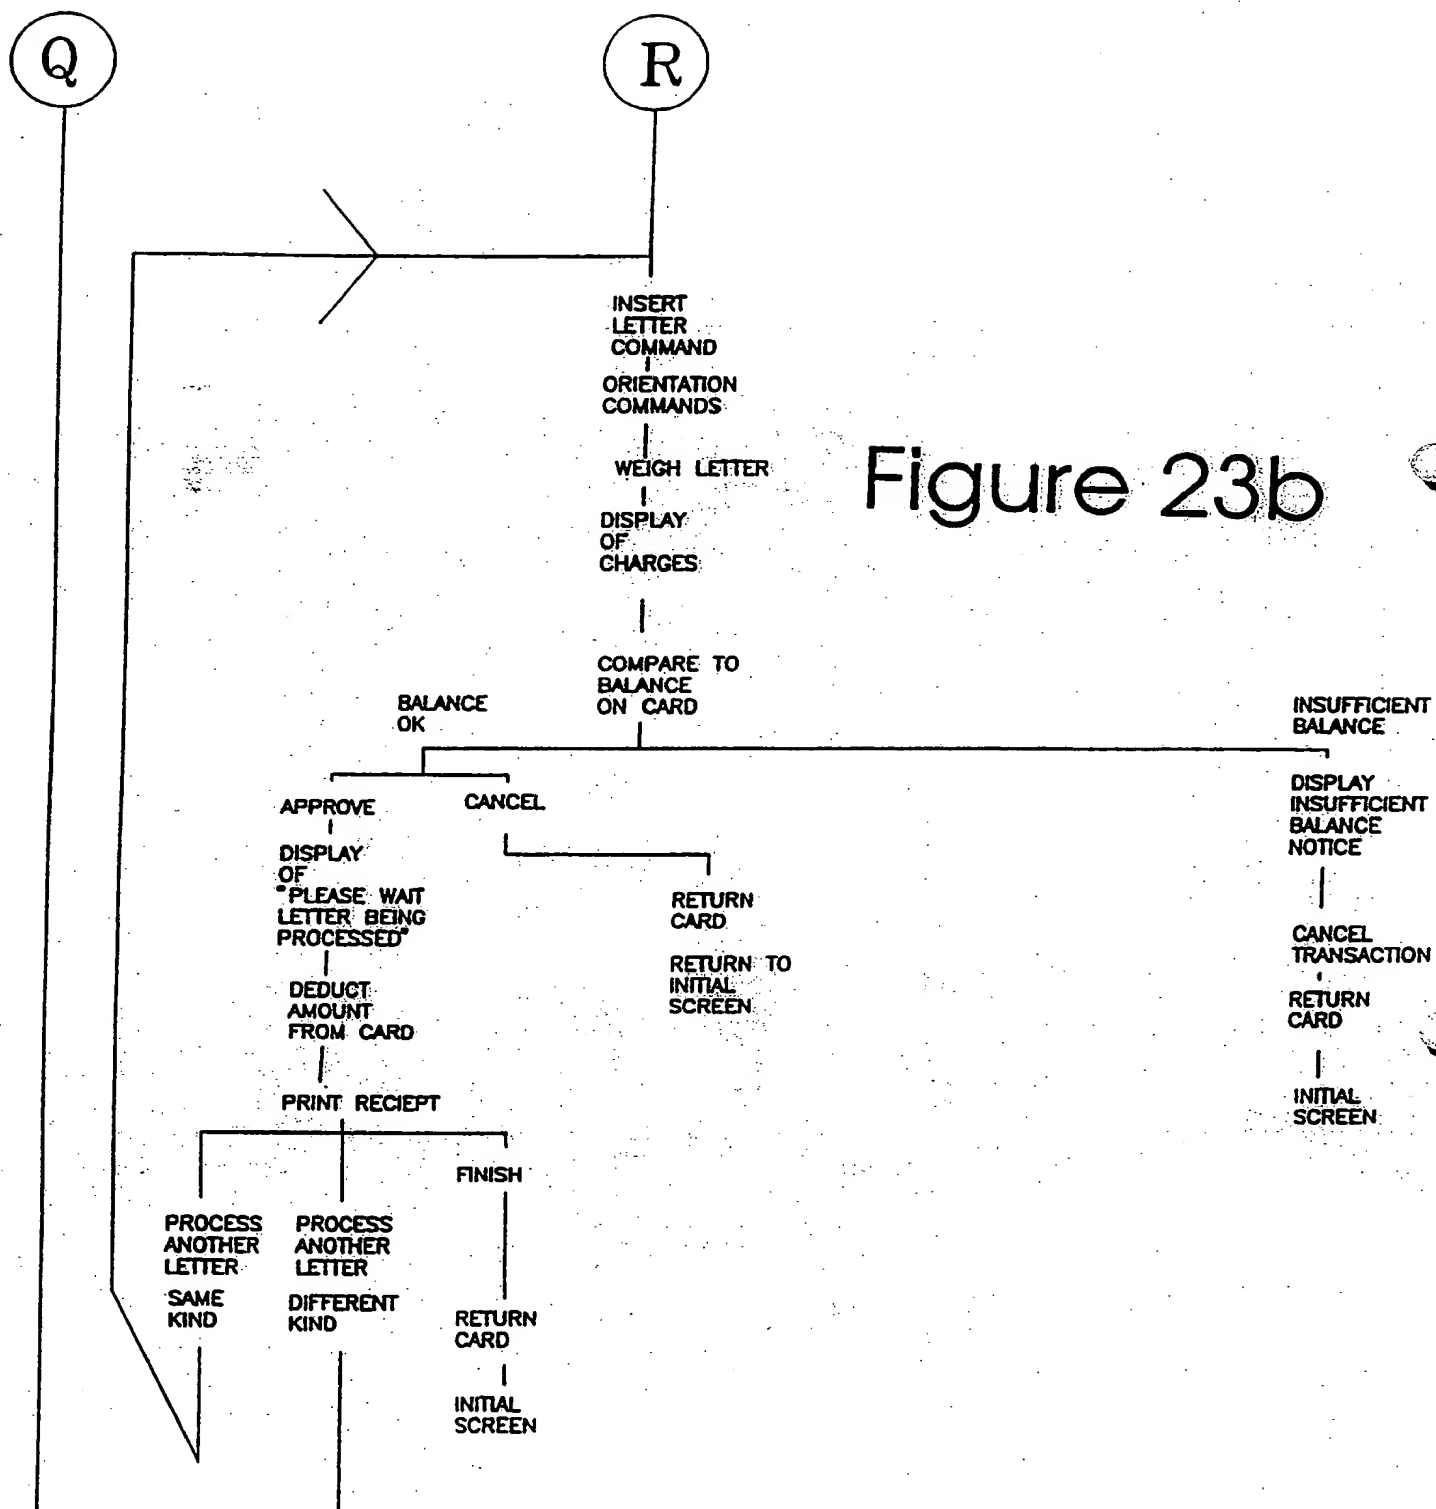 Q
R
INSERT
LETTER
COMMAND
ORIENTATION
COMMANDS
WEIGH LETTER
Figure 23b
DISPLAY
OF
CHARGES
COMPARE TO
BALANCE
ON CARD
BALANCE
OK
INSUFFICIENT
BALANCE
APPROVE
CANCEL
DISPLAY
INSUFFICIENT
BALANCE
NOTICE
DISPLAY
OF
"PLEASE WAIT
LETTER BEING
PROCESSED"
RETURN
CARD
RETURN TO
INITIAL
SCREEN
CANCEL
TRANSACTION
RETURN
CARD
INITIAL
SCREEN
DEDUCT
AMOUNT
FROM CARD
PRINT RECIEPT
PROCESS
ANOTHER
LETTER
SAME
KIND
PROCESS
ANOTHER
LETTER
DIFFERENT
KIND
FINISH
RETURN
CARD
INITIAL
SCREEN